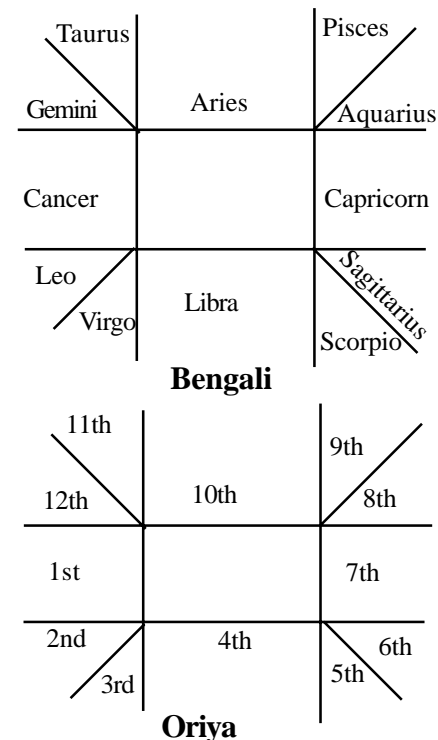 Taurus
Pisces
Gemini
Aries
Aquarius
Cancer
Capricorn
Leo
Virgo
Libra
Sagittarius
Scorpio
Bengali
11th
9th
12th
10th
8th
1st
7th
2nd
4th
6th
3rd
5th
Oriya